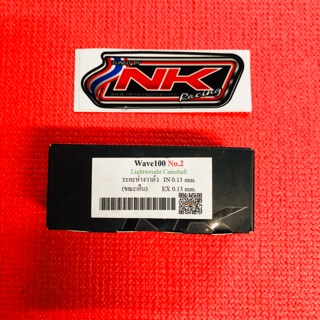 NK
Racing
Wave100 No.2
Lightweight Camshaft
ระยะห่างวาล์ว IN 0.13 mm.
(ขณะเย็น) EX 0.13 mm.